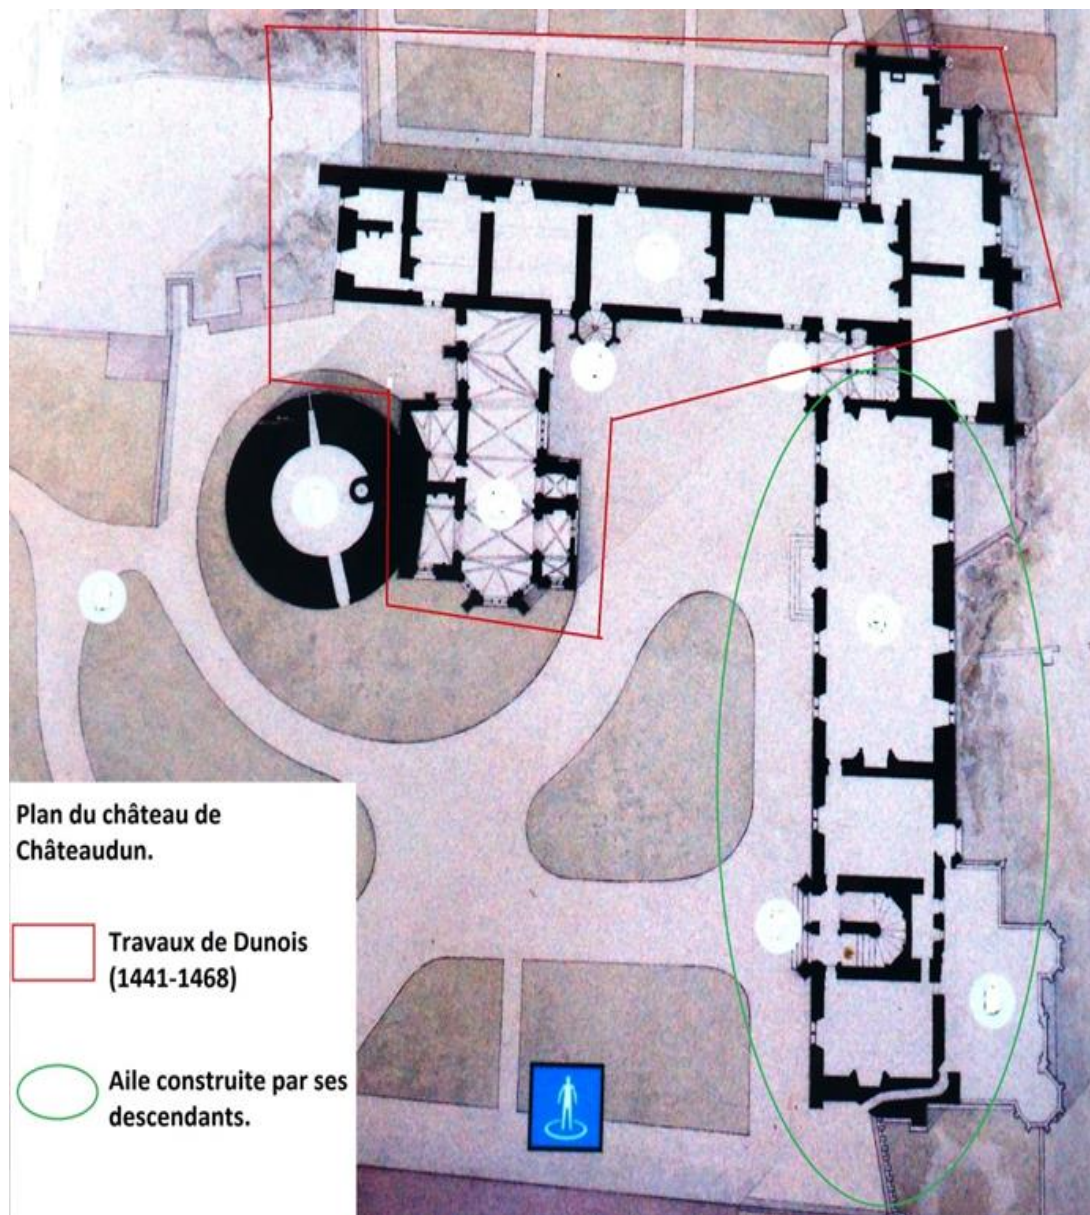 Plan du château de
Châteaudun.
Travaux de Dunois
(1441-1468)
Aile construite par ses
descendants.